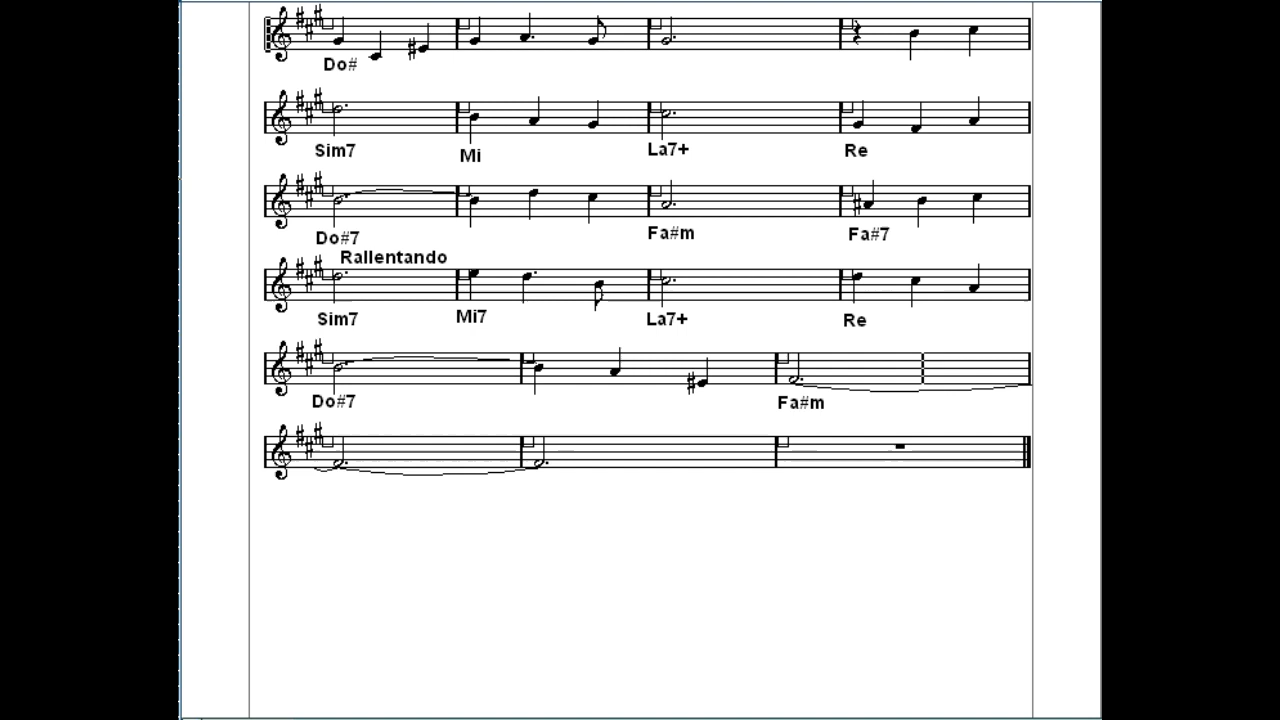 Do#
Sim7 Mi La7+ Re
Do#7 Fa#m Fa#7
Rallentando
Sim7 Mi7 La7+ Re
Do#7 Fa#m